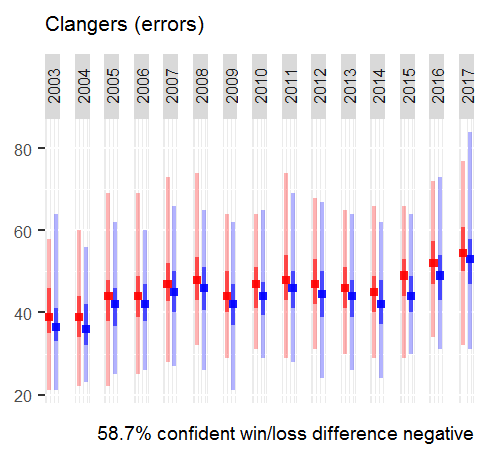 Clangers (errors)
2003 2004 2005 2006 2007 2008 2009 2010 2011 2012 2013 2014 2015 2016 2017
80
60
40
20
58.7% confident win/loss difference negative